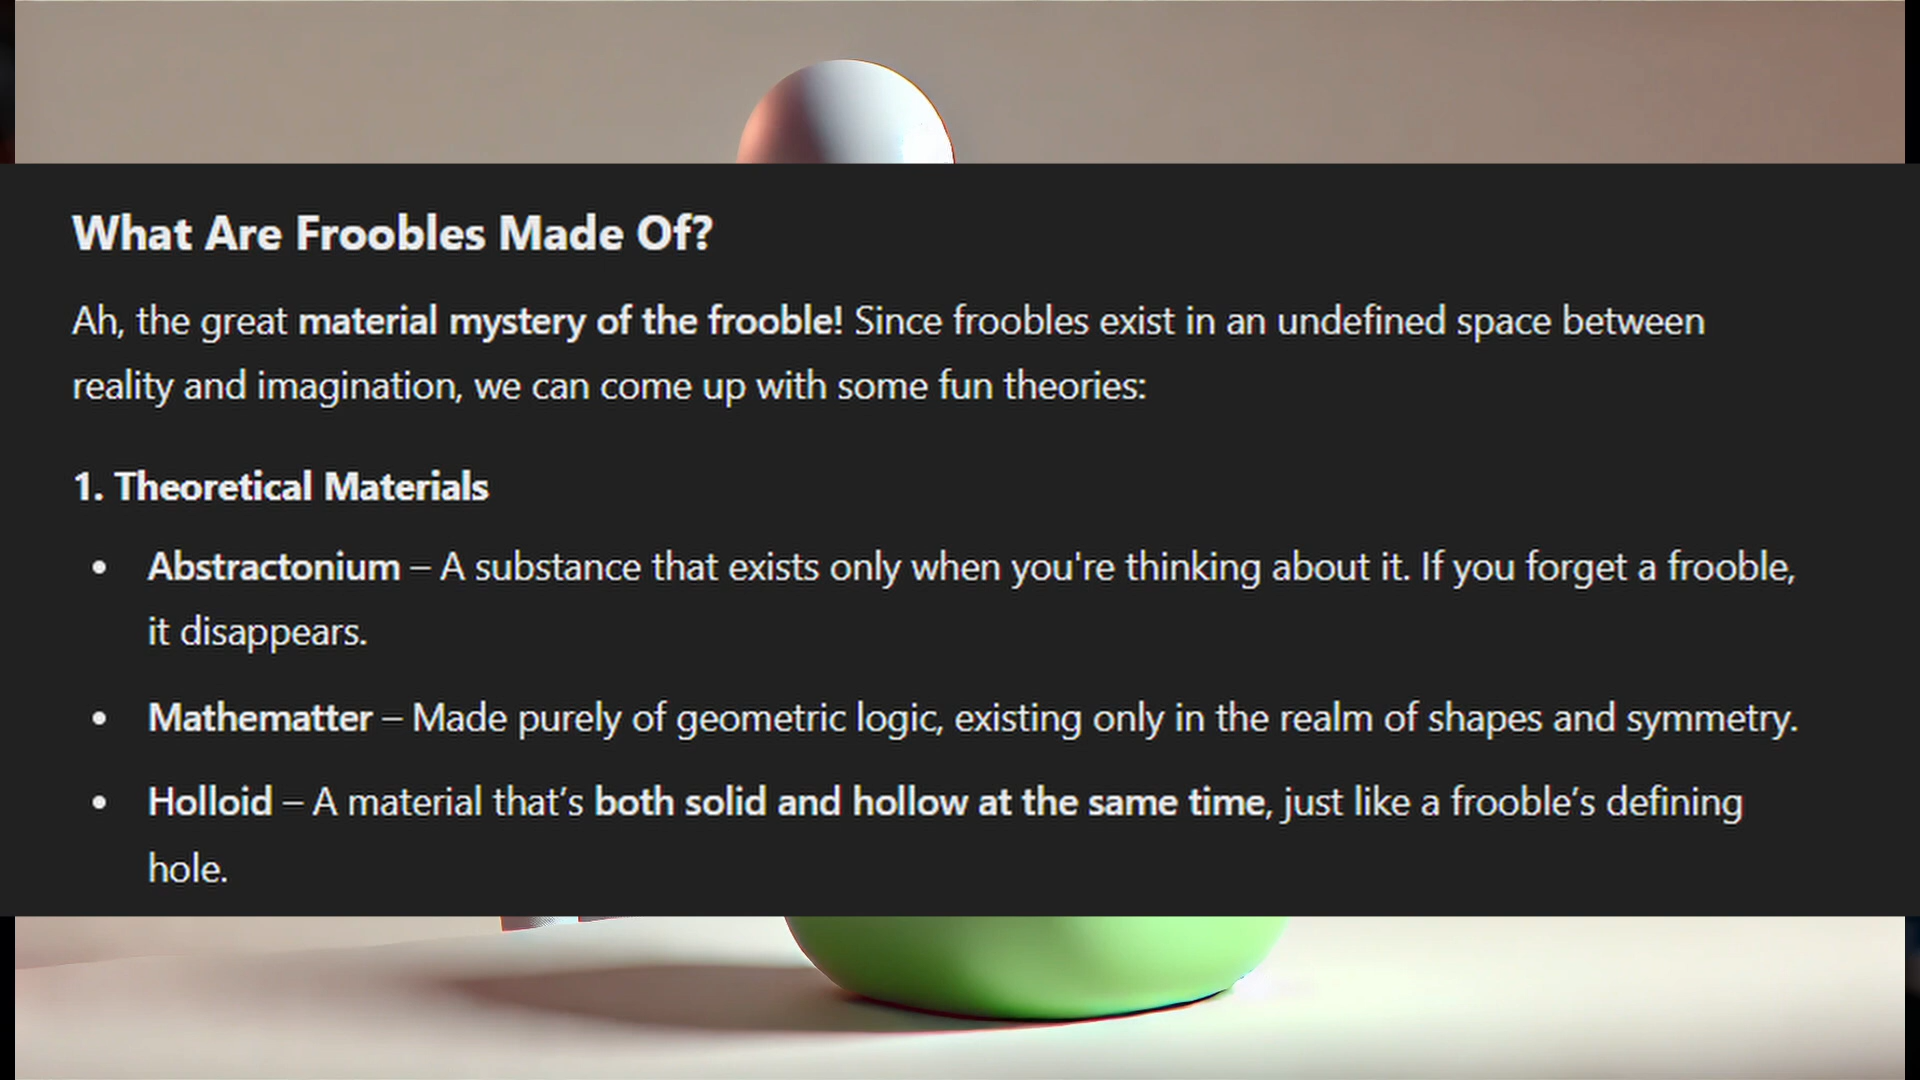 What Are Froobles Made Of?
Ah, the great material mystery of the frooble! Since froobles exist in an undefined space between
reality and imagination, we can come up with some fun theories:
1. Theoretical Materials
• Abstractonium – A substance that exists only when you're thinking about it. If you forget a frooble,
it disappears.
• Mathematter – Made purely of geometric logic, existing only in the realm of shapes and symmetry.
• Holloid – A material that’s both solid and hollow at the same time, just like a frooble’s defining
hole.